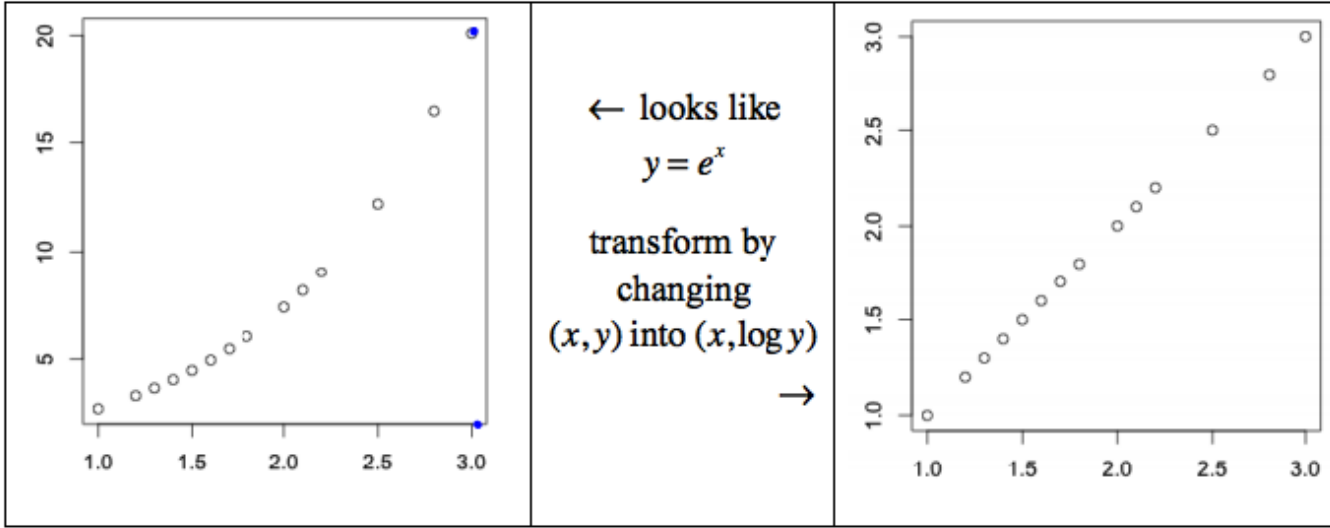 20
15
10
5
1.0 1.5 2.0 2.5 3.0
← looks like
y = e^x
transform by
changing
(x, y) into (x, log y)
→
3.0
2.5
2.0
1.5
1.0
1.0 1.5 2.0 2.5 3.0